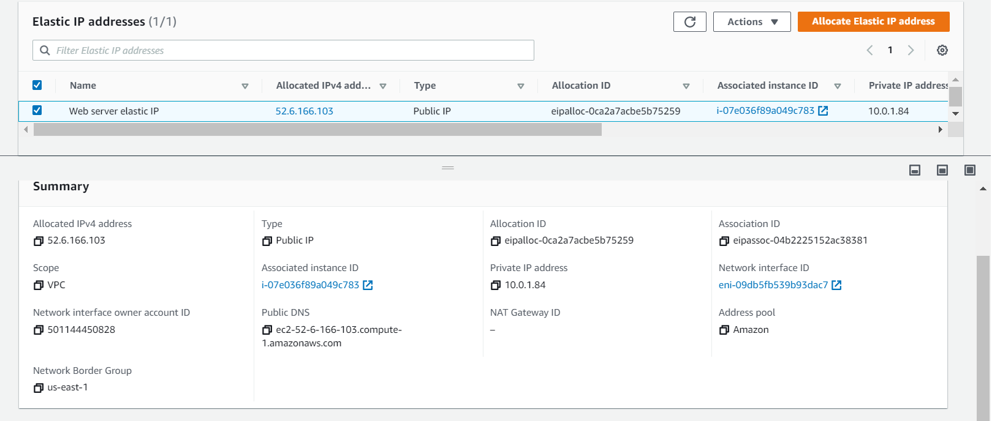 Elastic IP addresses (1/1)
Actions
Allocate Elastic IP address
Filter Elastic IP addresses
1
Name
Allocated IPv4 add...
Type
Allocation ID
Associated instance ID
Private IP address
Web server elastic IP
52.6.166.103
Public IP
eipalloc-0ca2a7acbe5b75259
i-07e036f89a049c783
10.0.1.84
Summary
Allocated IPv4 address
52.6.166.103
Type
Public IP
Allocation ID
eipalloc-0ca2a7acbe5b75259
Association ID
eipassoc-04b2225152ac38381
Scope
VPC
Associated instance ID
i-07e036f89a049c783
Private IP address
10.0.1.84
Network interface ID
eni-09db5fb539b93dac7
Network interface owner account ID
501144450828
Public DNS
ec2-52-6-166-103.compute-
1.amazonaws.com
NAT Gateway ID
–
Address pool
Amazon
Network Border Group
us-east-1